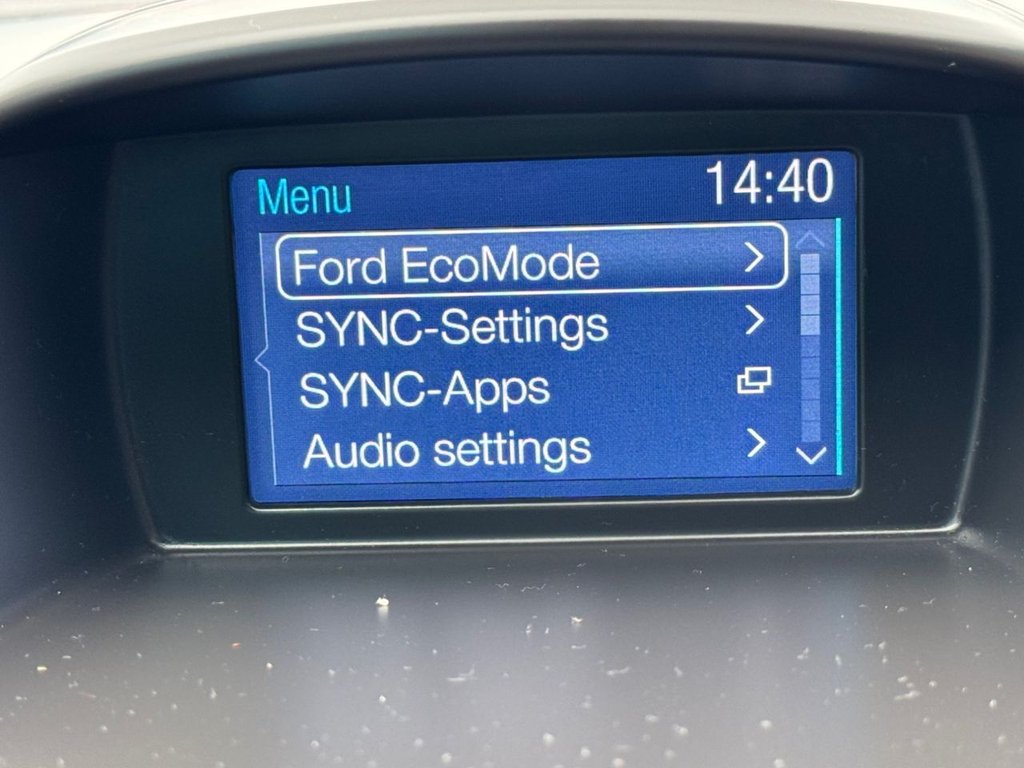 Menu 14:40
Ford EcoMode
SYNC-Settings
SYNC-Apps
Audio settings